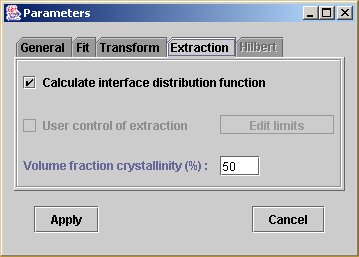 Parameters
General Fit Transform Extraction Hilbert
Calculate interface distribution function
User control of extraction Edit limits
Volume fraction crystallinity (%) : 50
Apply Cancel